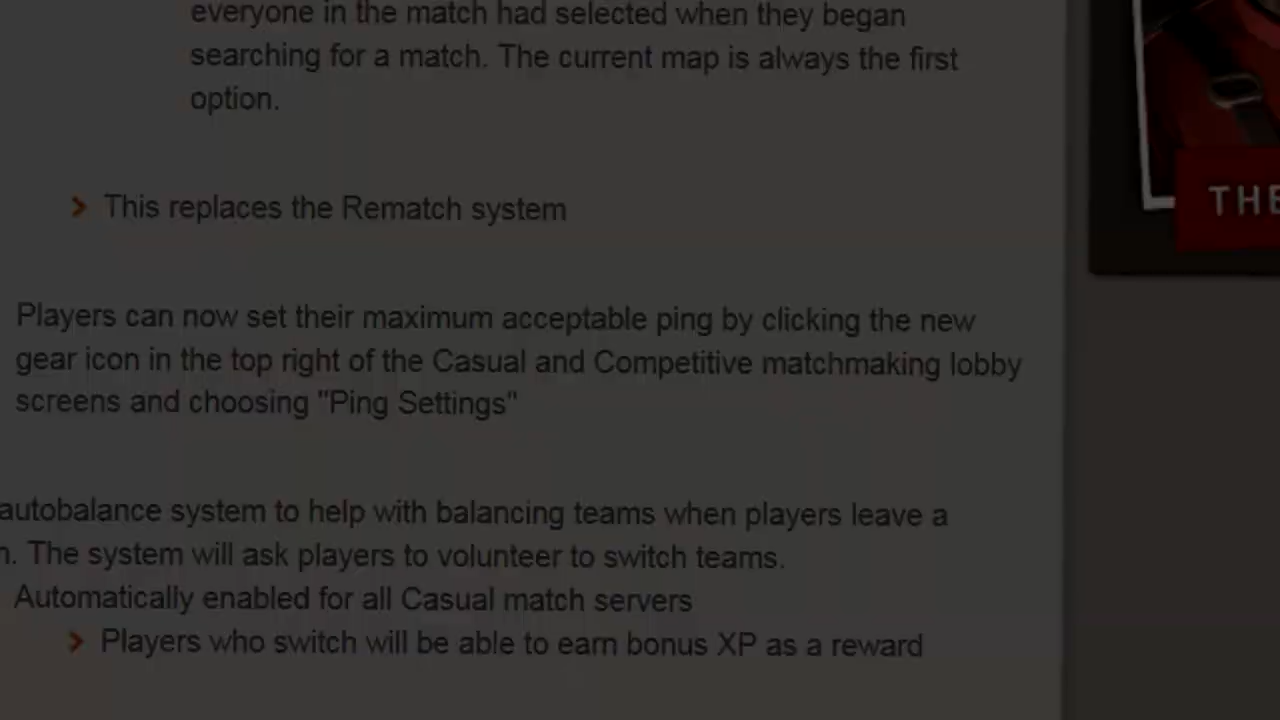 everyone in the match had selected when they began
searching for a match. The current map is always the first
option.
This replaces the Rematch system
Players can now set their maximum acceptable ping by clicking the new
gear icon in the top right of the Casual and Competitive matchmaking lobby
screens and choosing "Ping Settings"
autobalance system to help with balancing teams when players leave a
. The system will ask players to volunteer to switch teams.
Automatically enabled for all Casual match servers
Players who switch will be able to earn bonus XP as a reward
THE